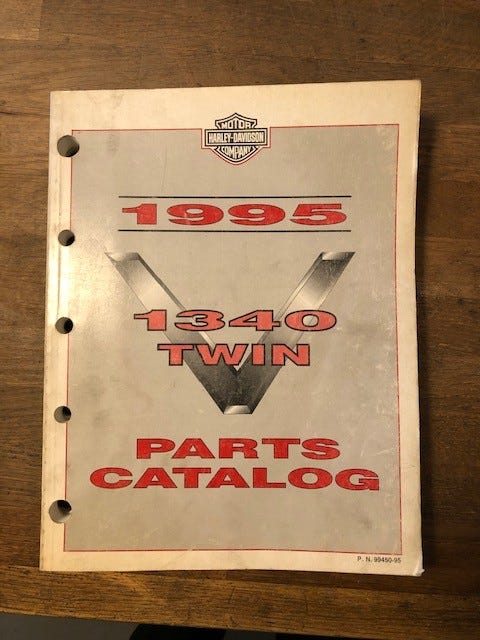 MOTOR
HARLEY-DAVIDSON
COMPANY
1995
1340
TWIN
PARTS
CATALOG
P. N. 99450-95